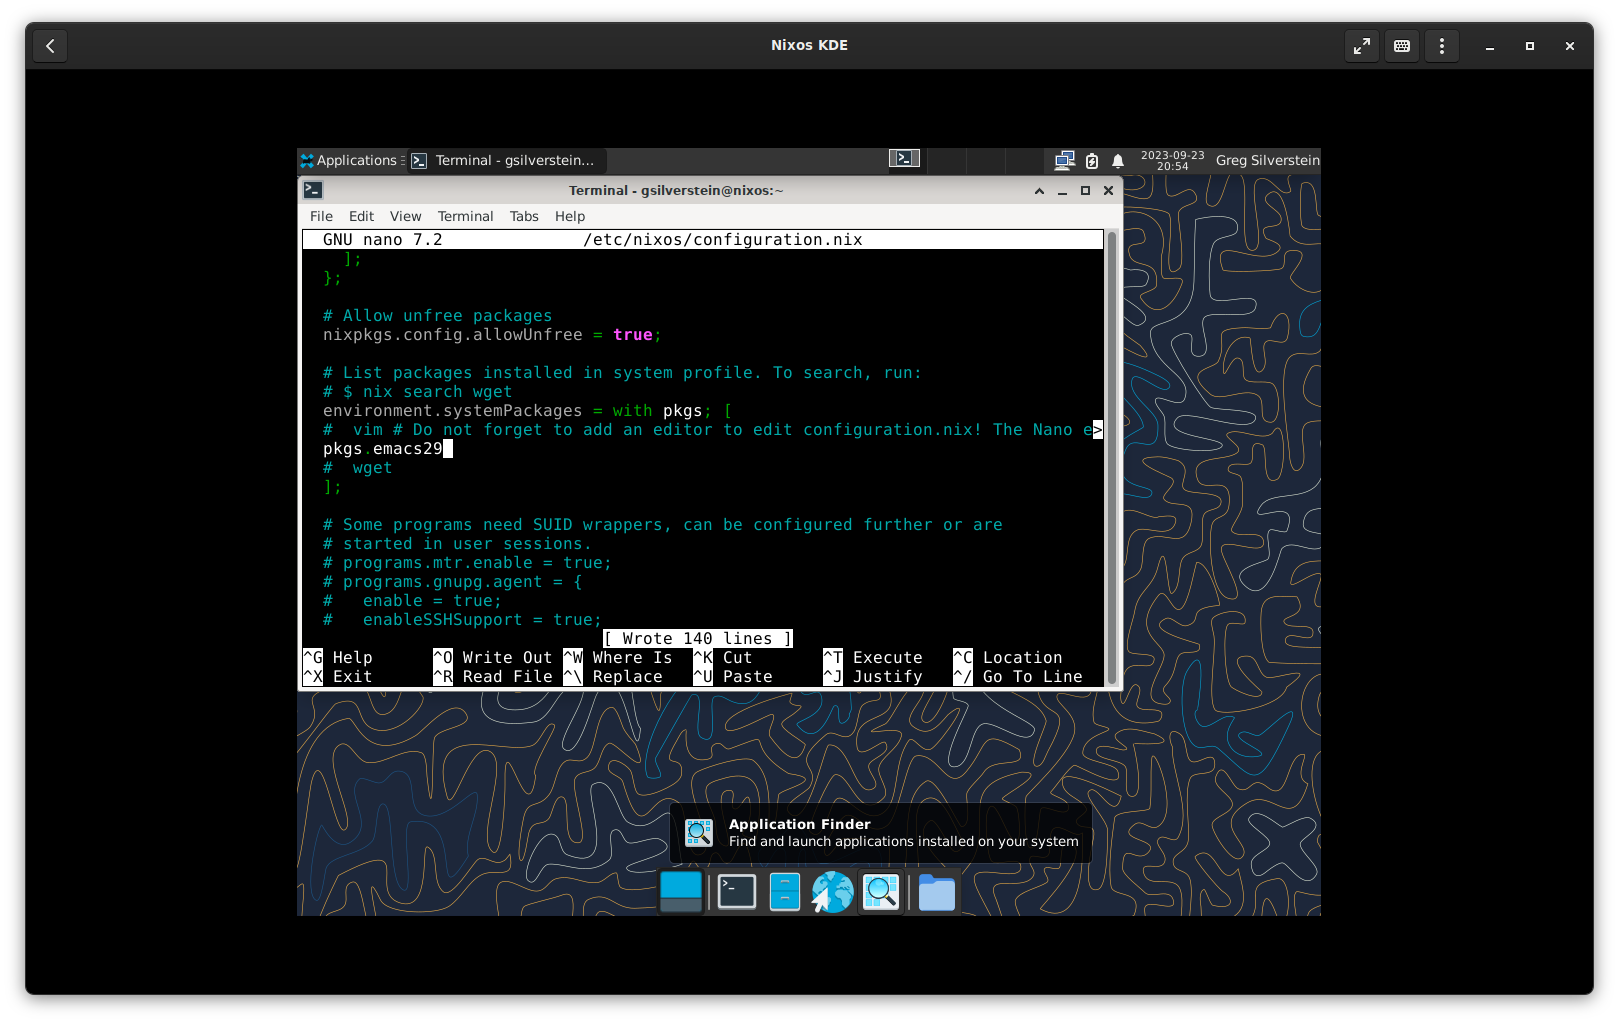 Nixos KDE
Applications
Terminal - gsilverstein...
2023-09-23
20:54
Greg Silverstein
Terminal - gsilverstein@nixos:~
File Edit View Terminal Tabs Help
GNU nano 7.2 /etc/nixos/configuration.nix
];
};
# Allow unfree packages
nixpkgs.config.allowUnfree = true;
# List packages installed in system profile. To search, run:
# $ nix search wget
environment.systemPackages = with pkgs; [
#  vim # Do not forget to add an editor to edit configuration.nix! The Nano e>
pkgs.emacs29
#  wget
];
# Some programs need SUID wrappers, can be configured further or are
# started in user sessions.
# programs.mtr.enable = true;
# programs.gnupg.agent = {
#   enable = true;
#   enableSSHSupport = true;
[ Wrote 140 lines ]
^G Help ^O Write Out ^W Where Is ^K Cut ^T Execute ^C Location
^X Exit ^R Read File ^\ Replace ^U Paste ^J Justify ^/ Go To Line
Application Finder
Find and launch applications installed on your system